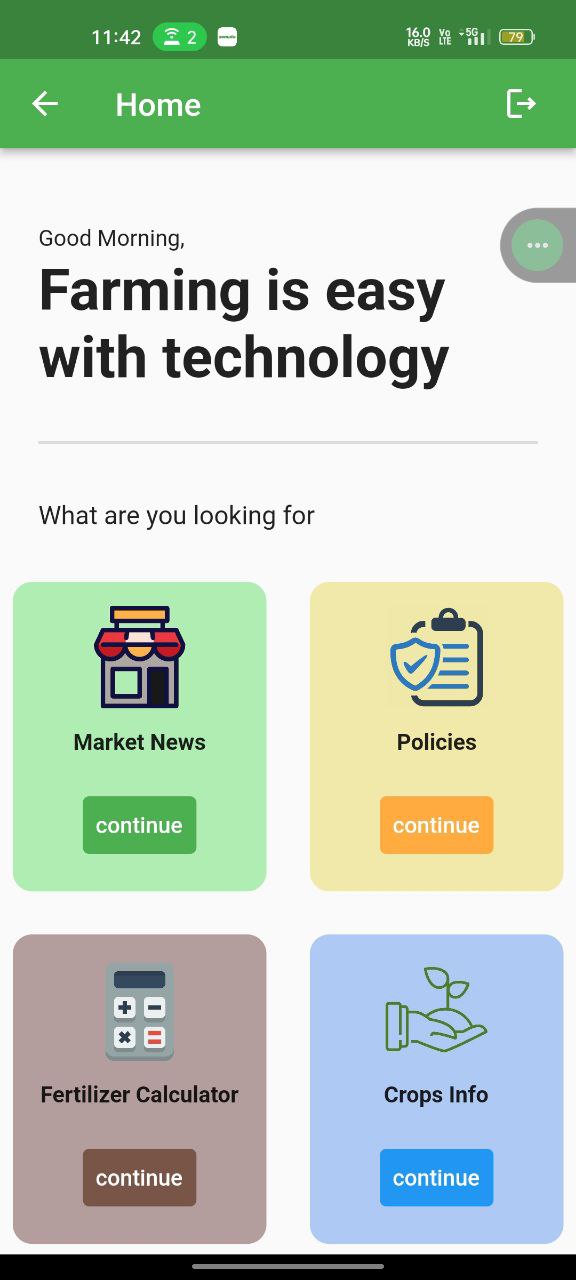 11:42 2 16.0 KB/S Vo LTE 5G 79
Home
Good Morning,
Farming is easy
with technology
What are you looking for
Market News Policies
continue continue
Fertilizer Calculator Crops Info
continue continue